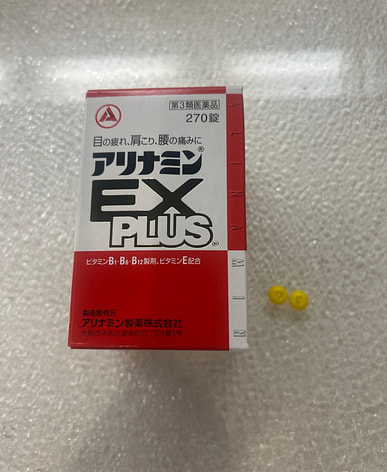 第3類医薬品
270錠
目の疲れ、肩こり、腰の痛みに
アリナミン®
EX
PLUS®
ビタミンB1・B6・B12製剤、ビタミンE配合
製造販売元
アリナミン製薬株式会社
ALINAMIN